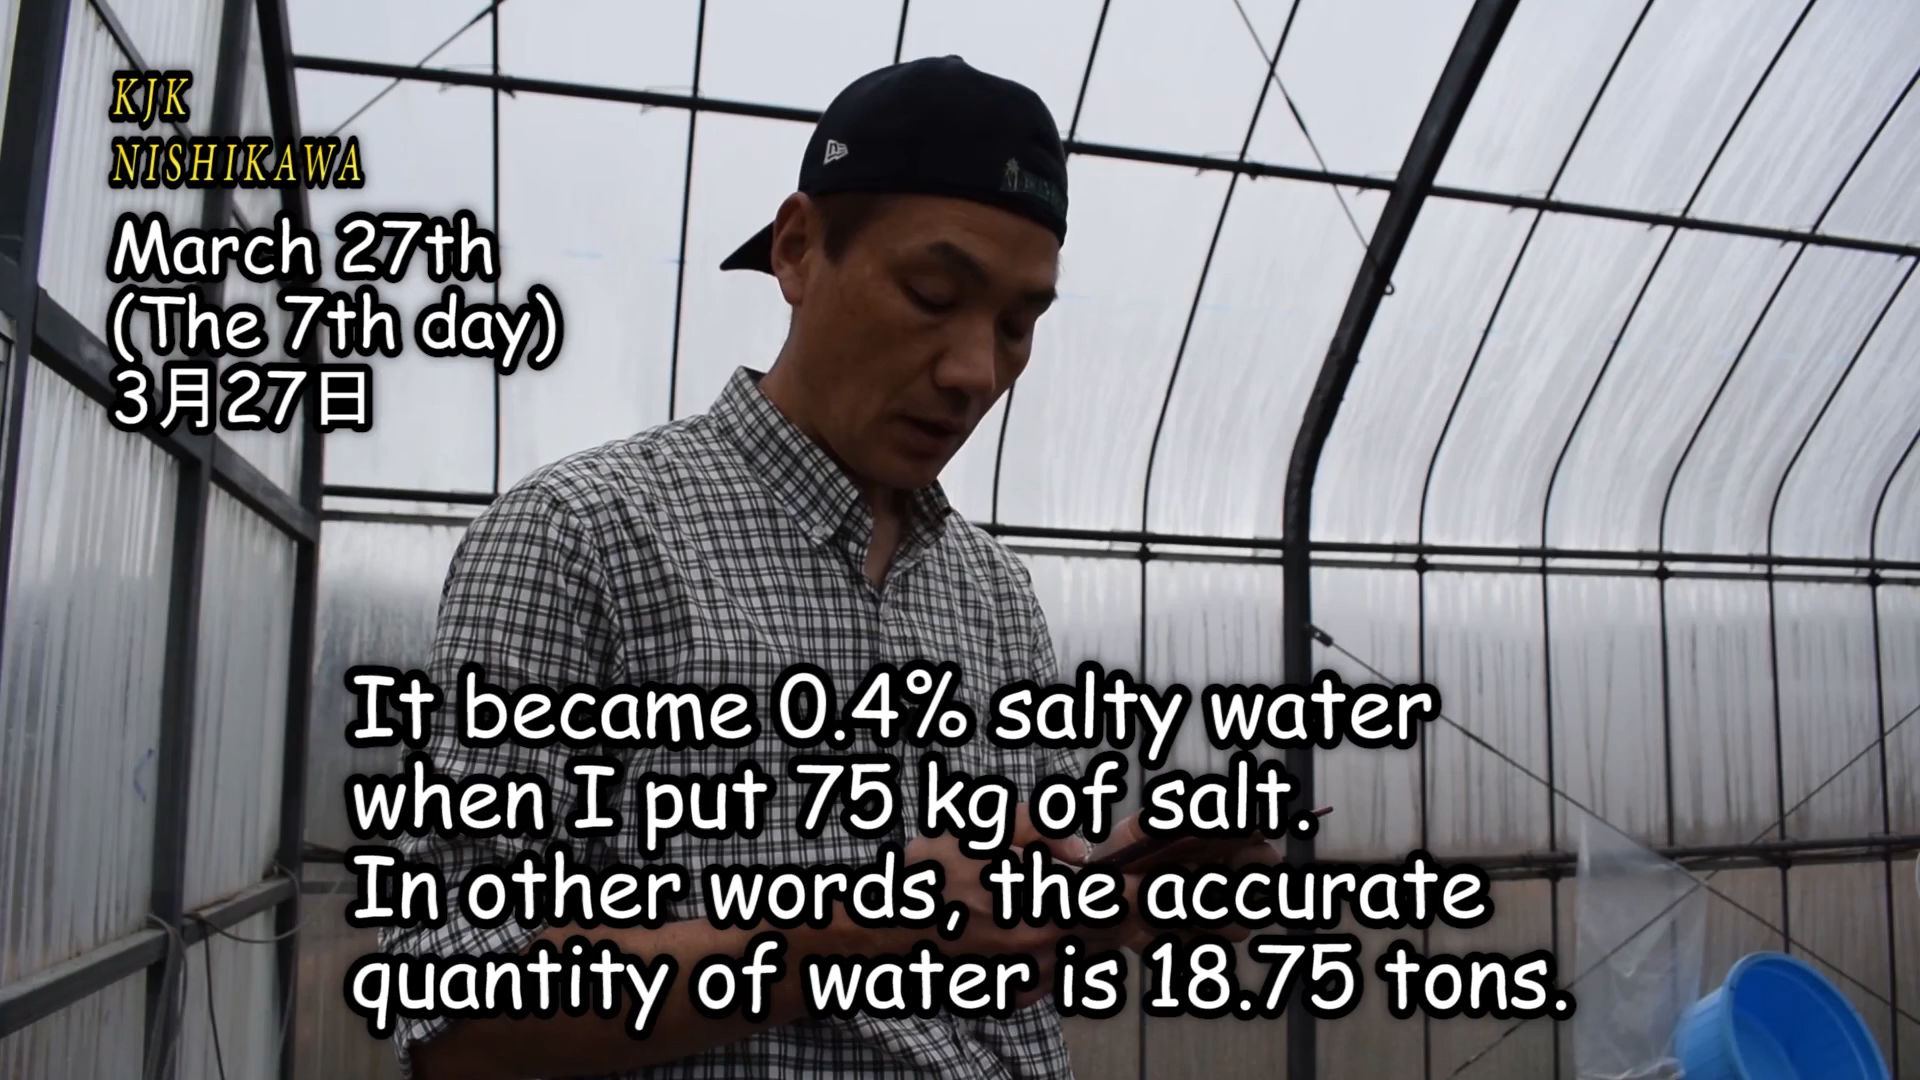 KJK
NISHIKAWA
March 27th
(The 7th day)
3月27日
It became 0.4% salty water
when I put 75 kg of salt.
In other words, the accurate
quantity of water is 18.75 tons.